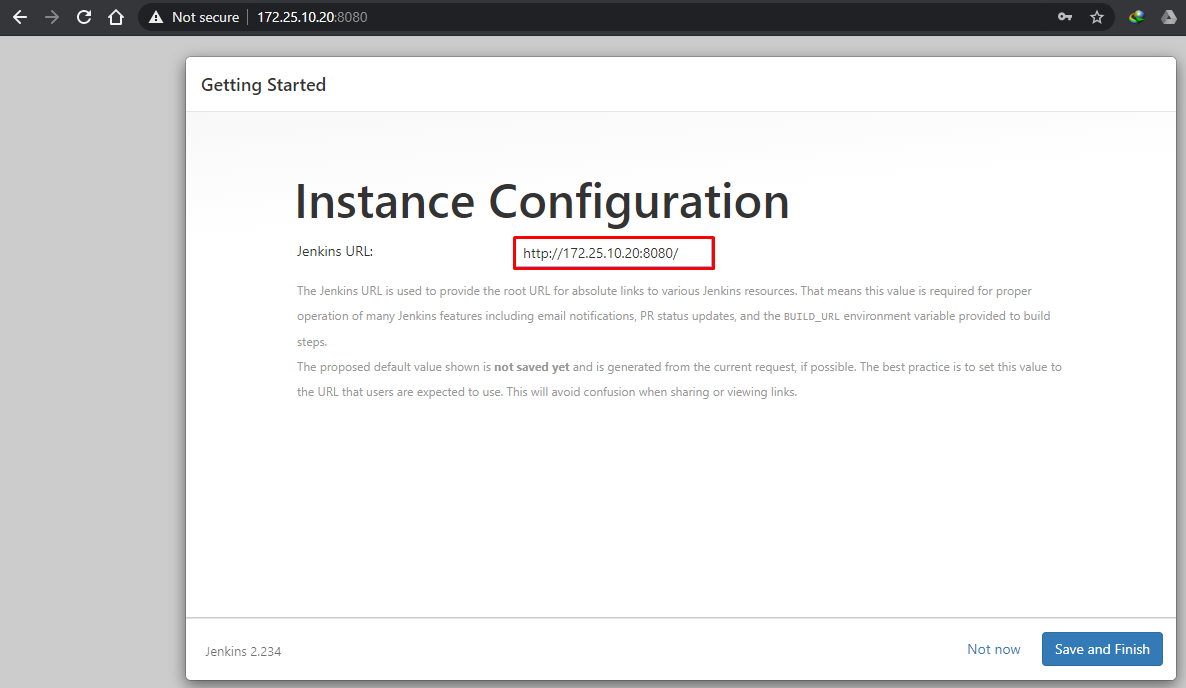 Not secure | 172.25.10.20:8080
Getting Started
Instance Configuration
Jenkins URL: http://172.25.10.20:8080/
The Jenkins URL is used to provide the root URL for absolute links to various Jenkins resources. That means this value is required for proper
operation of many Jenkins features including email notifications, PR status updates, and the BUILD_URL environment variable provided to build
steps.
The proposed default value shown is not saved yet and is generated from the current request, if possible. The best practice is to set this value to
the URL that users are expected to use. This will avoid confusion when sharing or viewing links.
Jenkins 2.234
Not now
Save and Finish